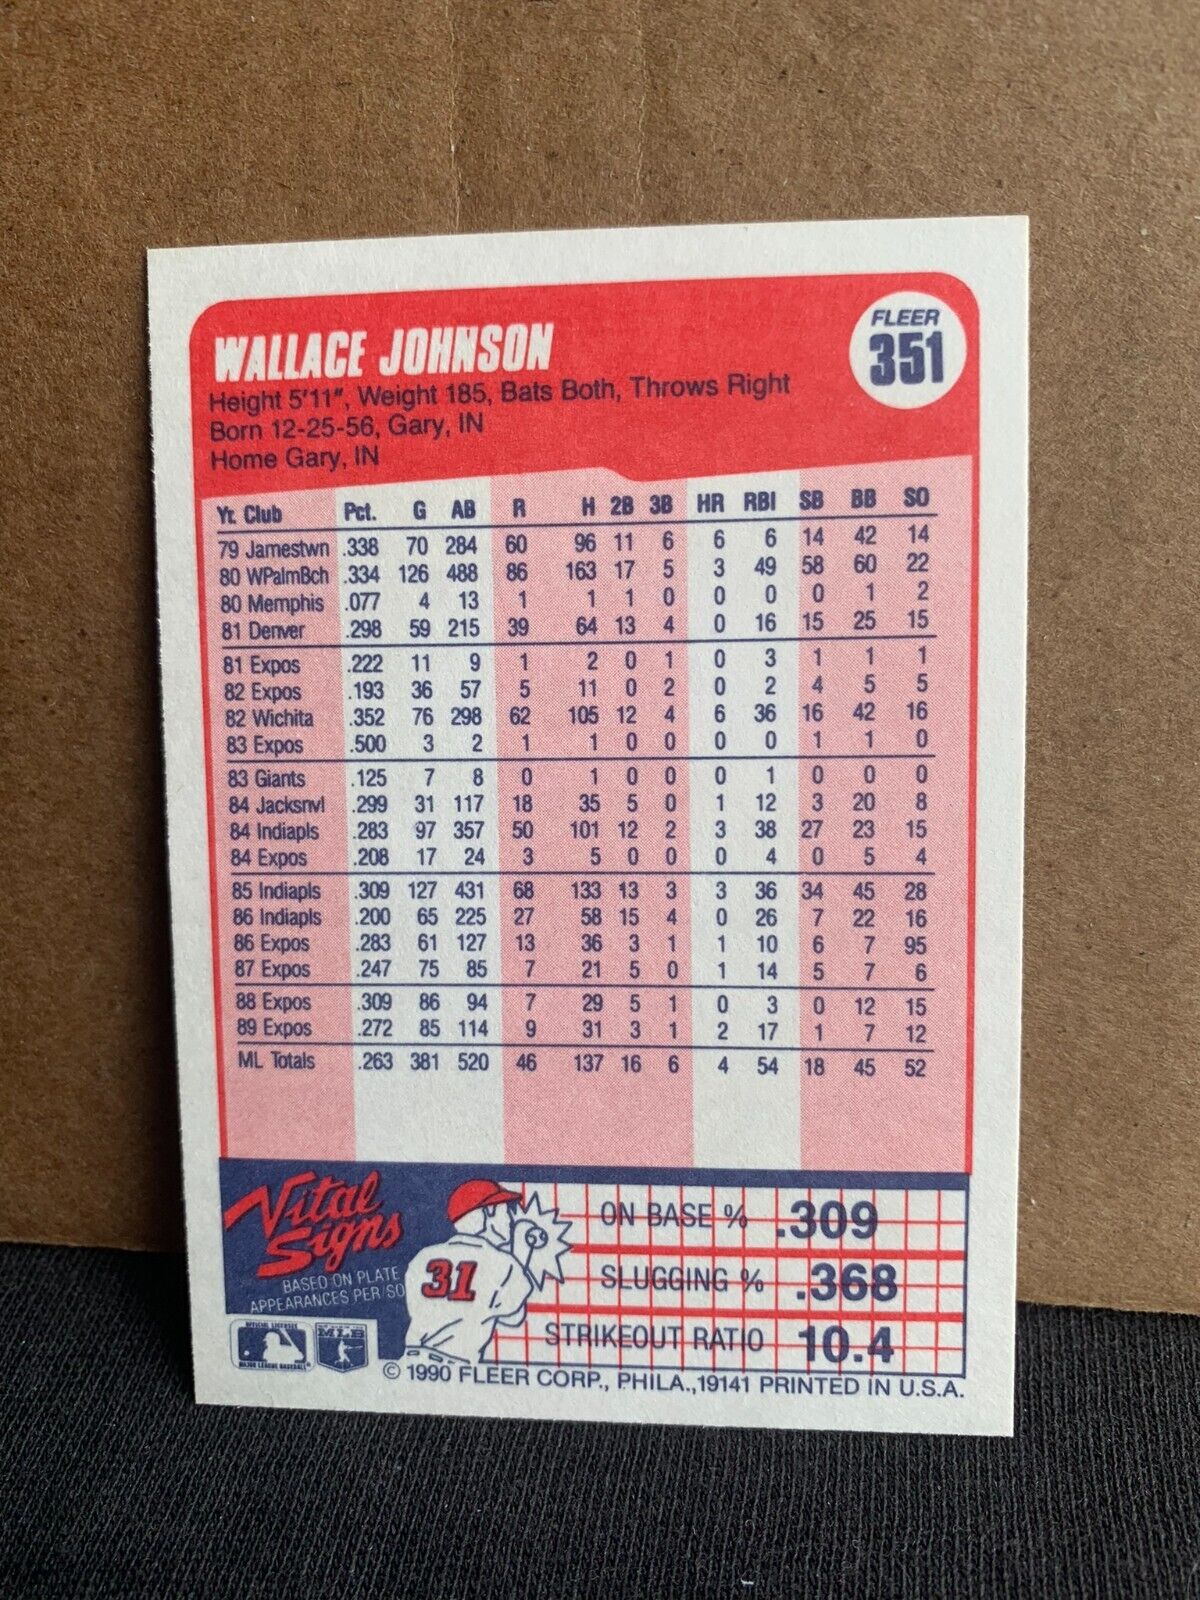 WALLACE JOHNSON
FLEER
351
Height 5'11", Weight 185, Bats Both, Throws Right
Born 12-25-56, Gary, IN
Home Gary, IN
Yr. Club Pct. G AB R H 2B 3B HR RBI SB BB SO
79 Jamestwn .338 70 284 60 96 11 6 6 6 14 42 14
80 WPalmBch .334 126 488 86 163 17 5 3 49 58 60 22
80 Memphis .077 4 13 1 1 1 0 0 0 0 1 2
81 Denver .298 59 215 39 64 13 4 0 16 15 25 15
81 Expos .222 11 9 1 2 0 1 0 3 1 1 1
82 Expos .193 36 57 5 11 0 2 0 2 4 5 5
82 Wichita .352 76 298 62 105 12 4 6 36 16 42 16
83 Expos .500 3 2 1 1 0 0 0 0 1 1 0
83 Giants .125 7 8 0 1 0 0 0 1 0 0 0
84 Jacksnvl .299 31 117 18 35 5 0 1 12 3 20 8
84 Indiapls .283 97 357 50 101 12 2 3 38 27 23 15
84 Expos .208 17 24 3 5 0 0 0 4 0 5 4
85 Indiapls .309 127 431 68 133 13 3 3 36 34 45 28
86 Indiapls .200 65 225 27 58 15 4 0 26 7 22 16
86 Expos .283 61 127 13 36 3 1 1 10 6 7 95
87 Expos .247 75 85 7 21 5 0 1 14 5 7 6
88 Expos .309 86 94 7 29 5 1 0 3 0 12 15
89 Expos .272 85 114 9 31 3 1 2 17 1 7 12
ML Totals .263 381 520 46 137 16 6 4 54 18 45 52
Vital Signs
BASED ON PLATE
APPEARANCES PER/SO
31
ON BASE % .309
SLUGGING % .368
STRIKEOUT RATIO 10.4
MLB
© 1990 FLEER CORP., PHILA.,19141 PRINTED IN U.S.A.